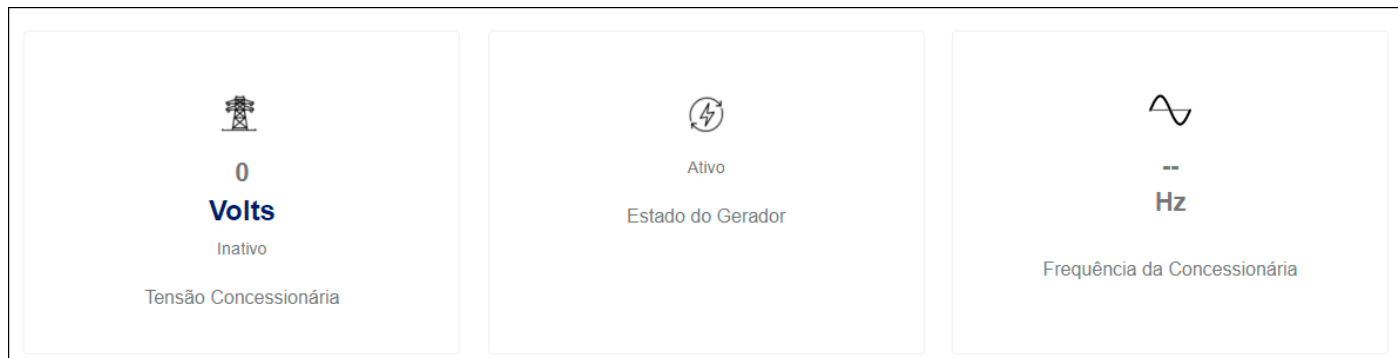 0
Volts
Inativo
Tensão Concessionária
Ativo
Estado do Gerador
--
Hz
Frequência da Concessionária